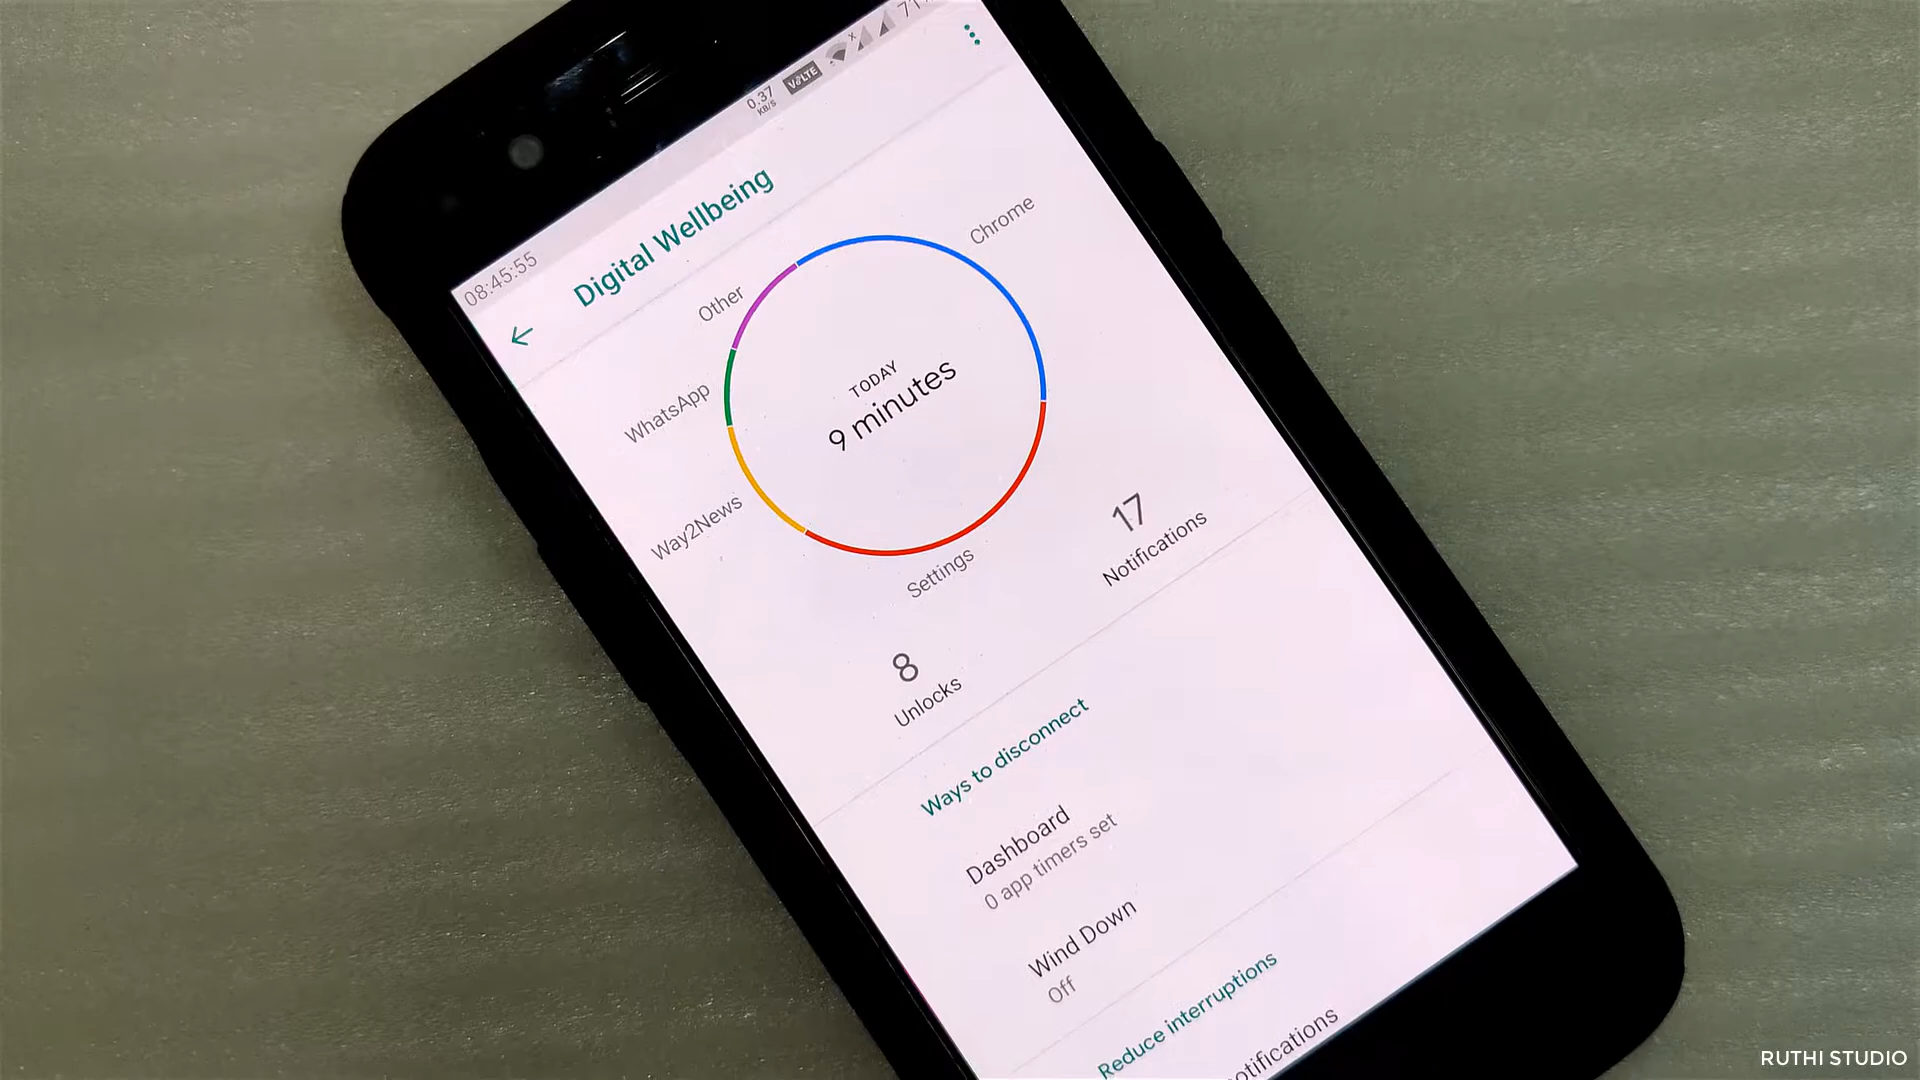 08:45:55
0.37
KB/S
VoLTE
Digital Wellbeing
Chrome
Other
WhatsApp
Way2News
Settings
TODAY
9 minutes
17
Notifications
8
Unlocks
Ways to disconnect
Dashboard
0 app timers set
Wind Down
Off
Reduce interruptions
RUTHI STUDIO